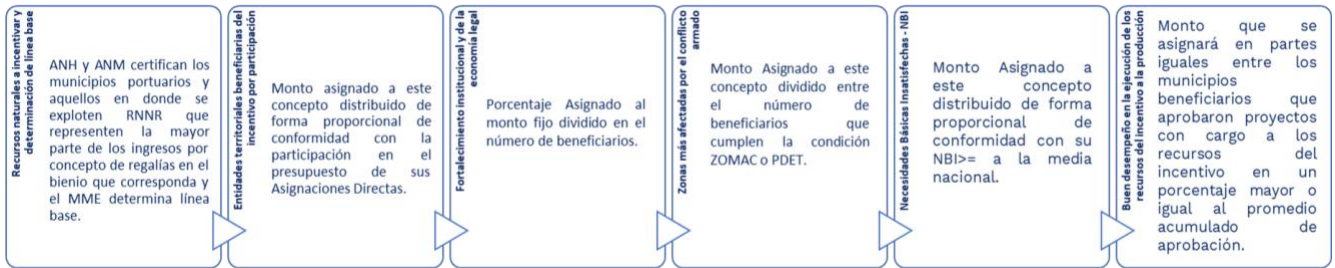 Recursos naturales a incentivar y
determinación de línea base
ANH y ANM certifican los
municipios portuarios y
aquellos en donde se
exploten RNNR que
representen la mayor
parte de los ingresos por
concepto de regalías en el
bienio que corresponda y
el MME determina línea
base.
Entidades territoriales beneficiarias del
incentivo por participación
Monto asignado a este
concepto distribuido de
forma proporcional de
conformidad con la
participación en el
presupuesto de sus
Asignaciones Directas.
Fortalecimiento institucional y de la
economía legal
Porcentaje Asignado al
monto fijo dividido en el
número de beneficiarios.
Zonas más afectadas por el conflicto
armado
Monto Asignado a este
concepto dividido entre
el número de
beneficiarios que
cumplen la condición
ZOMAC o PDET.
Necesidades Básicas Insatisfechas - NBI
Monto Asignado a
este concepto
distribuido de forma
proporcional de
conformidad con su
NBI>= a la media
nacional.
Buen desempeño en la ejecución de los
recursos del incentivo a la producción
Monto que se
asignará en partes
iguales entre los
municipios
beneficiarios que
aprobaron proyectos
con cargo a los
recursos del
incentivo en un
porcentaje mayor o
igual al promedio
acumulado de
aprobación.